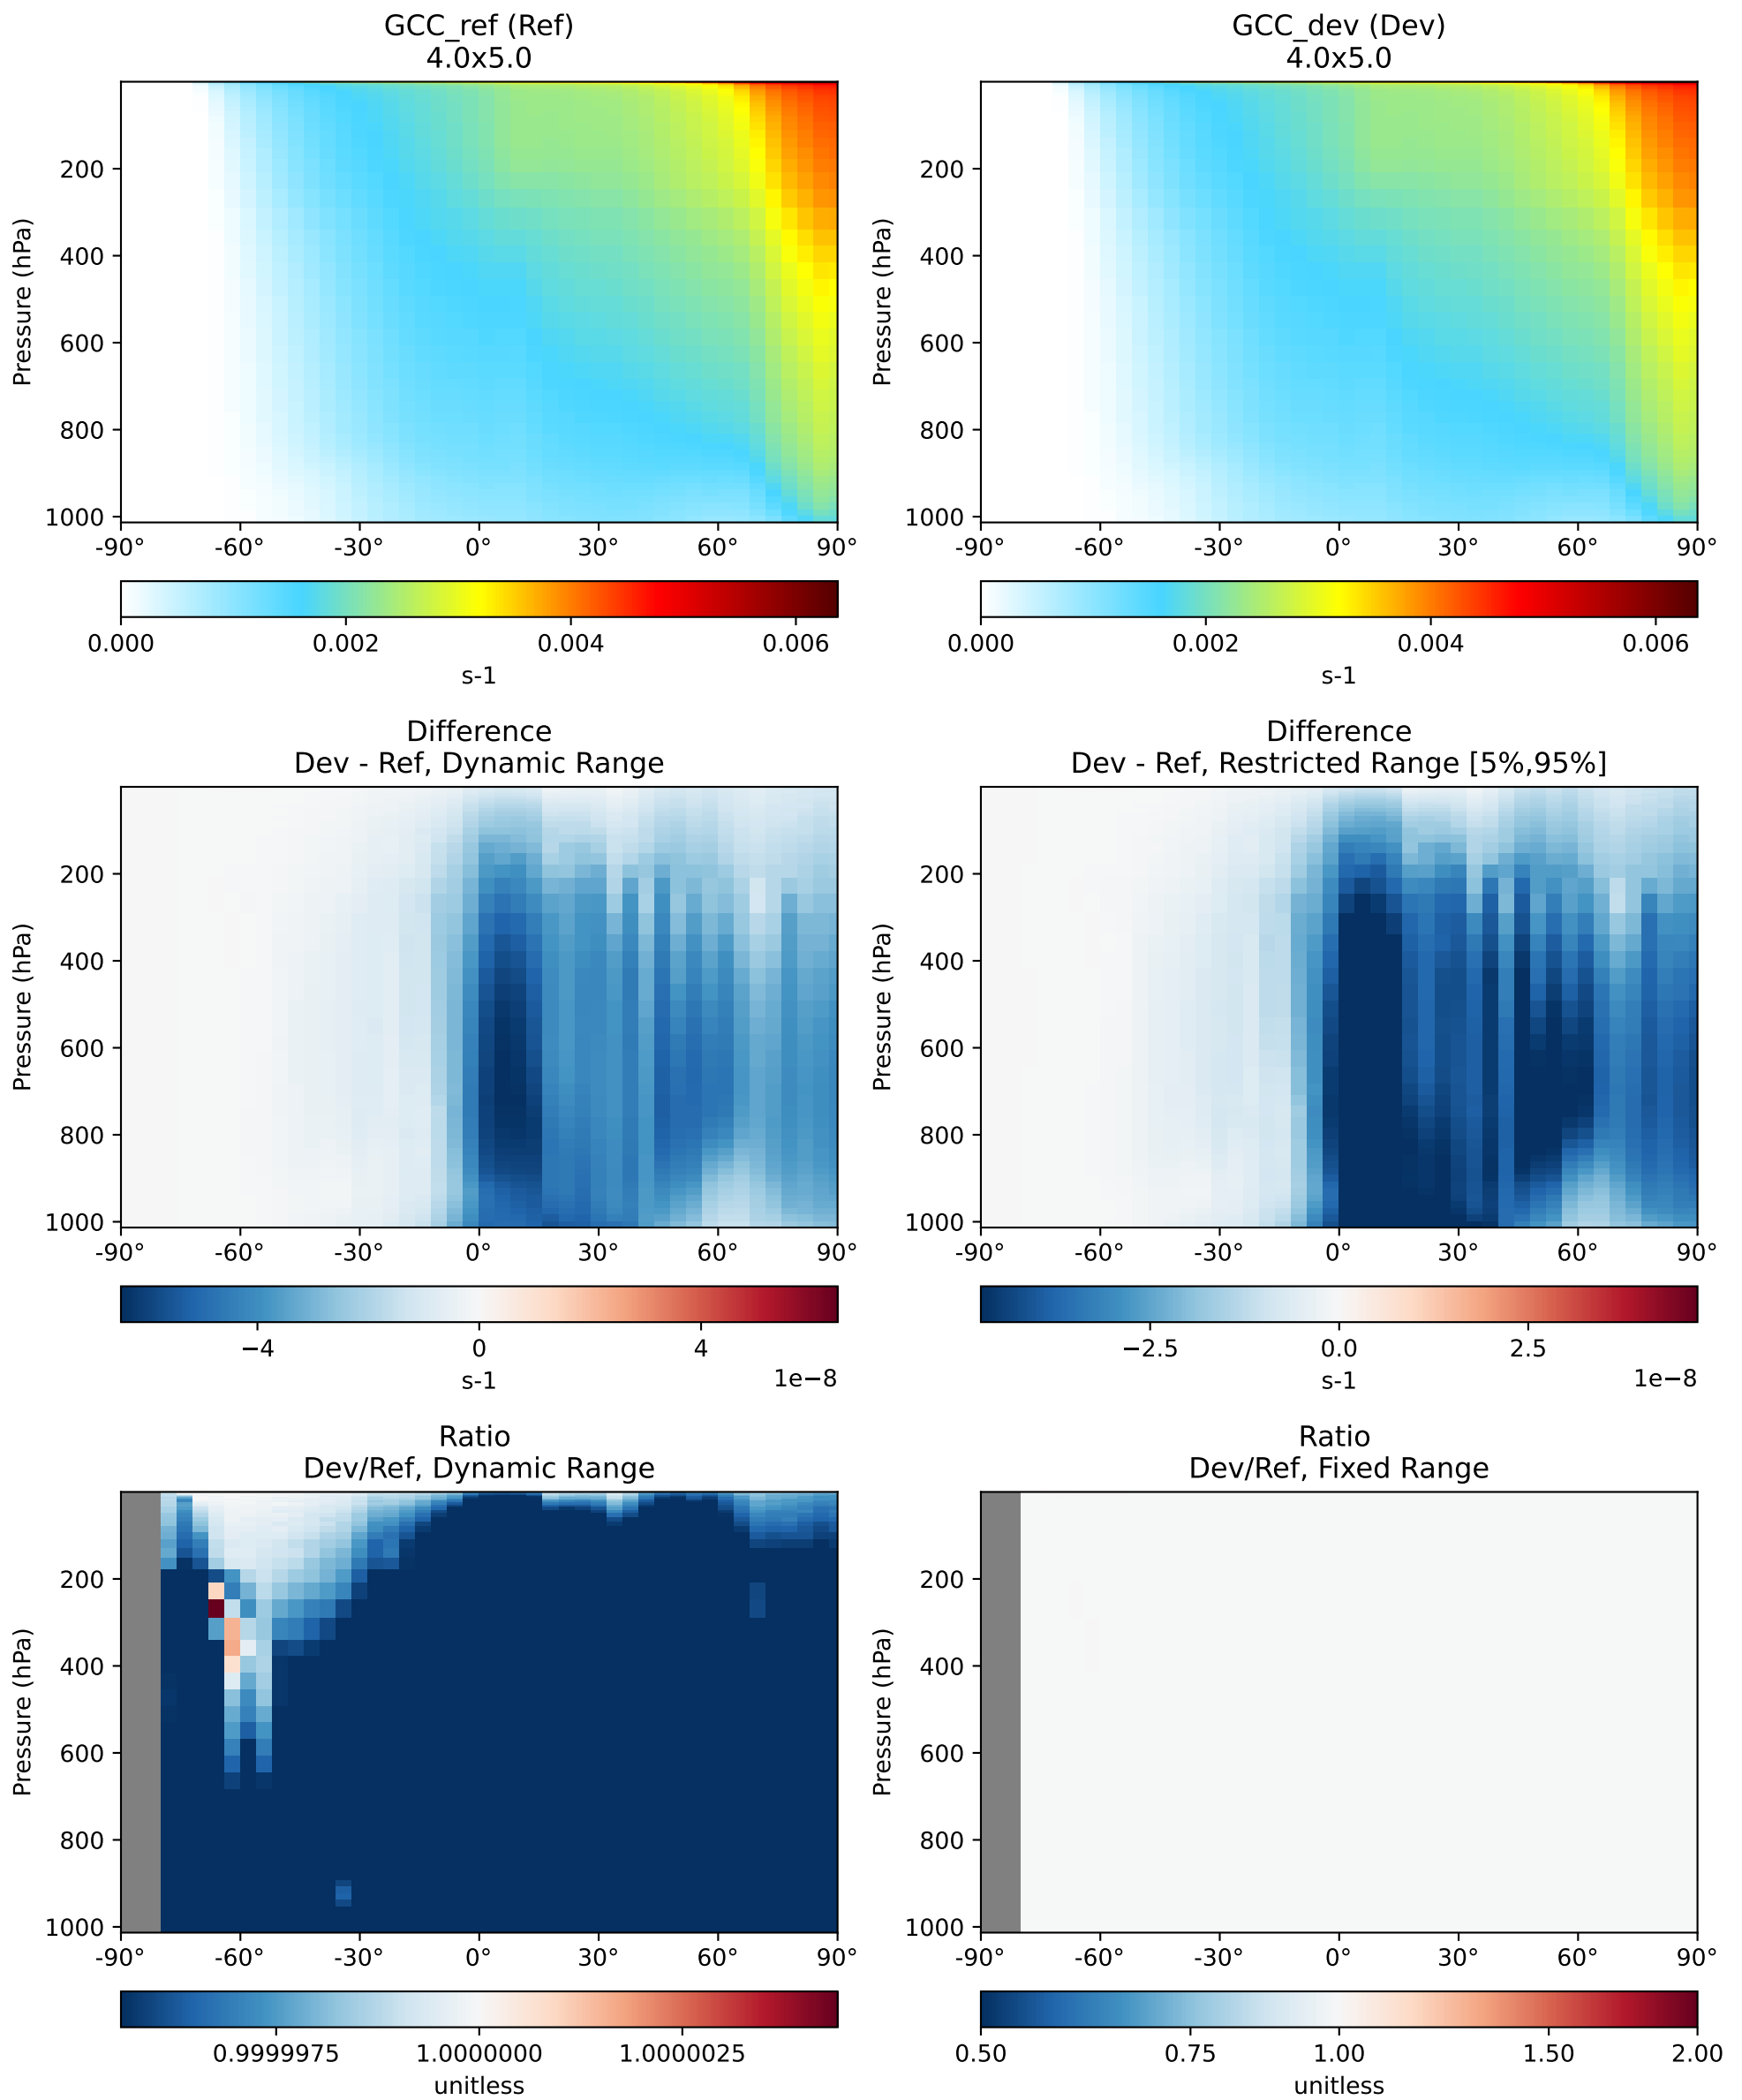 GCC_ref (Ref)
4.0x5.0
Pressure (hPa)
200
400
600
800
1000
-90° -60° -30° 0° 30° 60° 90°
0.000 0.002 0.004 0.006
s-1
GCC_dev (Dev)
4.0x5.0
Pressure (hPa)
200
400
600
800
1000
-90° -60° -30° 0° 30° 60° 90°
0.000 0.002 0.004 0.006
s-1
Difference
Dev - Ref, Dynamic Range
Pressure (hPa)
200
400
600
800
1000
-90° -60° -30° 0° 30° 60° 90°
−4 0 4
s-1
1e−8
Difference
Dev - Ref, Restricted Range [5%,95%]
Pressure (hPa)
200
400
600
800
1000
-90° -60° -30° 0° 30° 60° 90°
−2.5 0.0 2.5
s-1
1e−8
Ratio
Dev/Ref, Dynamic Range
Pressure (hPa)
200
400
600
800
1000
-90° -60° -30° 0° 30° 60° 90°
0.9999975 1.0000000 1.0000025
unitless
Ratio
Dev/Ref, Fixed Range
Pressure (hPa)
200
400
600
800
1000
-90° -60° -30° 0° 30° 60° 90°
0.50 0.75 1.00 1.50 2.00
unitless